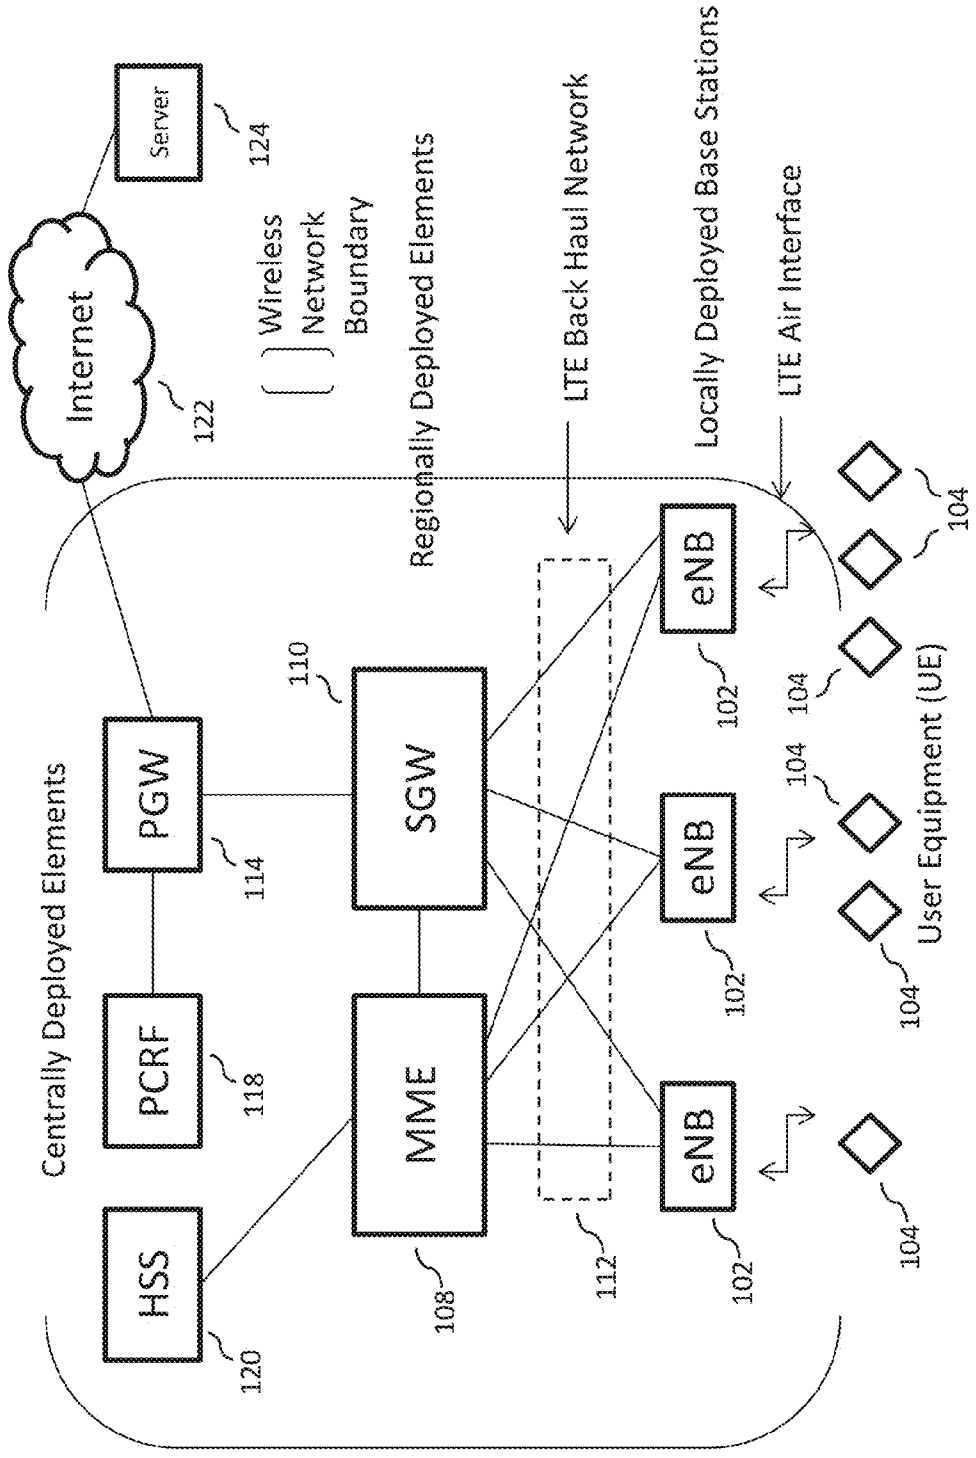 Centrally Deployed Elements
HSS
120
PCRF
118
PGW
114
Internet
122
Server
124
Wireless
Network
Boundary
Regionally Deployed Elements
MME
108
SGW
110
LTE Back Haul Network
112
Locally Deployed Base Stations
eNB
102
eNB
102
eNB
102
LTE Air Interface
104
104
104
104
104
User Equipment (UE)